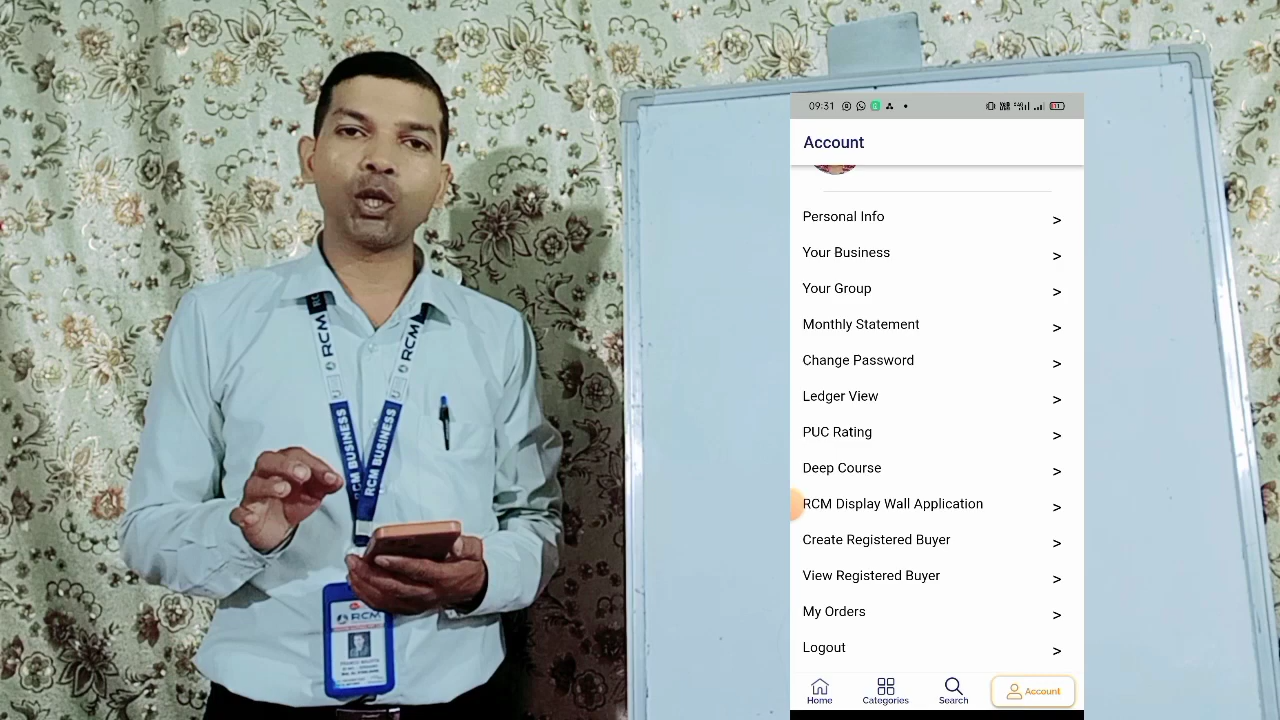 RCM
RCM
RCM BUSINESS
RCM BUSINESS
RCM
09:31
Account
Personal Info >
Your Business >
Your Group >
Monthly Statement >
Change Password >
Ledger View >
PUC Rating >
Deep Course >
RCM Display Wall Application >
Create Registered Buyer >
View Registered Buyer >
My Orders >
Logout >
Home Categories Search Account